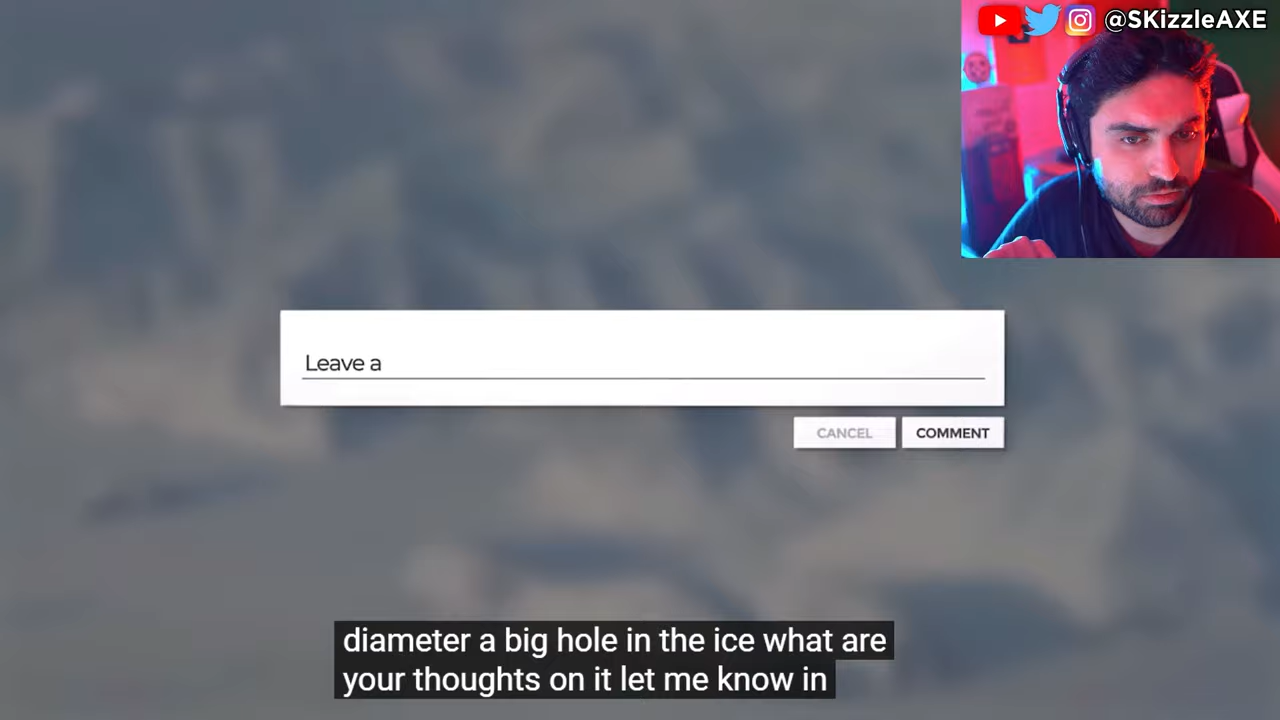 @SKizzleAXE
Leave a
CANCEL COMMENT
diameter a big hole in the ice what are
your thoughts on it let me know in